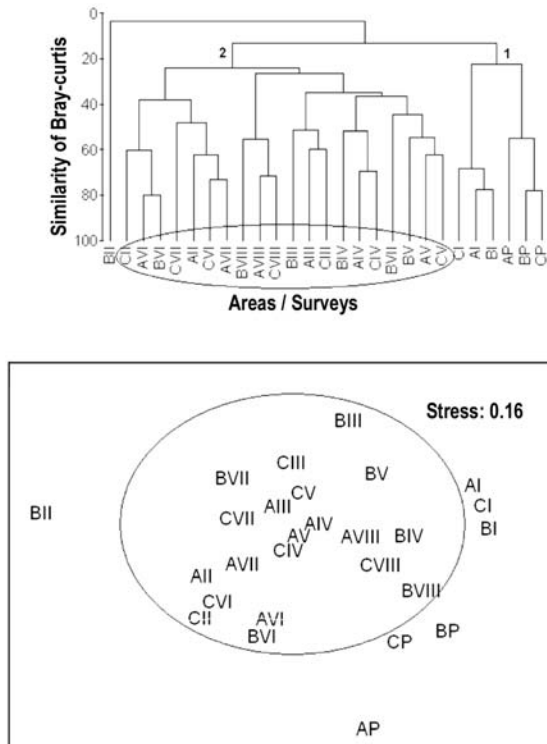 0
20
40
60
80
100
Similarity of Bray-curtis
2
1
BII CII AVI BVI CVII AII CVI AVII BVIII AVIII CVIII BIII AIII CIII BIV AIV CIV BVII BV AV CV CI AI BI AP BP CP
Areas / Surveys
Stress: 0.16
BIII
CIII
BV
BVII
AI
CV
CI
AIII
BII
CVII
AIV
BI
AV
AVIII
BIV
CIV
AVII
CVIII
AII
BVIII
CVI
CII
AVI
BP
BVI
CP
AP